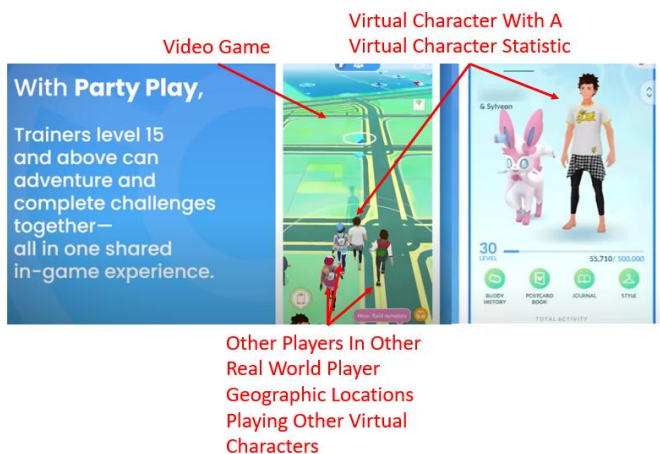 Virtual Character With A
Virtual Character Statistic
Video Game
With Party Play,
Trainers level 15
and above can
adventure and
complete challenges
together—
all in one shared
in-game experience.
& Sylveon
30
LEVEL
55,710 / 500,000
BUDDY
HISTORY
POSTCARD
BOOK
JOURNAL
STYLE
TOTAL ACTIVITY
Other Players In Other
Real World Player
Geographic Locations
Playing Other Virtual
Characters